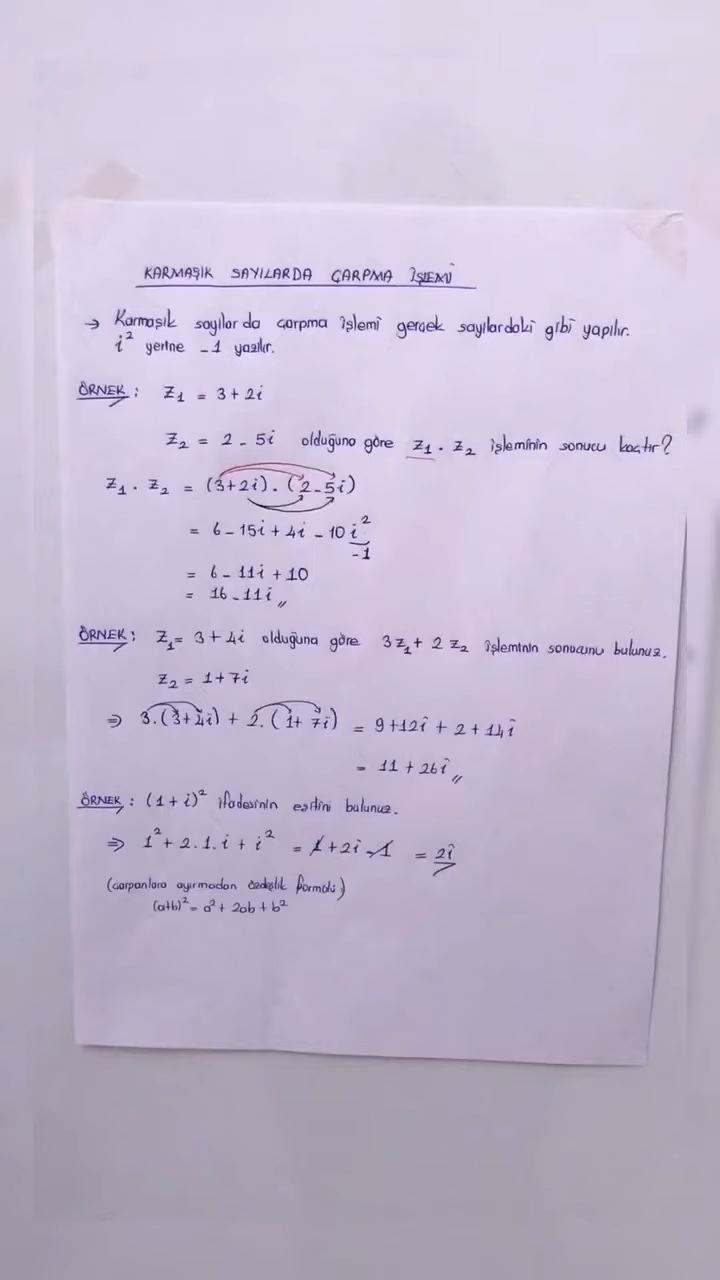 KARMAŞIK SAYILARDA ÇARPMA İŞLEMİ
→ Karmaşık sayılarda çarpma işlemi gerçek sayılardaki gibi yapılır.
i² yerine -1 yazılır.
ÖRNEK: z₁ = 3 + 2i
z₂ = 2 - 5i olduğuna göre z₁ . z₂ işleminin sonucu kaçtır?
z₁ . z₂ = (3+2i) . (2-5i)
= 6 - 15i + 4i - 10 i²
-1
= 6 - 11i + 10
= 16 - 11i //
ÖRNEK: z₁ = 3 + 4i olduğuna göre 3z₁ + 2 z₂ işleminin sonucunu bulunuz.
z₂ = 1 + 7i
⇒ 3.(3+4i) + 2.(1+7i) = 9 + 12i + 2 + 14i
= 11 + 26i //
ÖRNEK: (1+i)² ifadesinin eşitini bulunuz.
⇒ 1² + 2.1.i + i² = 1 + 2i - 1 = 2i
(çarpanlara ayırmadan özdeşlik formülü)
(a+b)² = a² + 2ab + b²